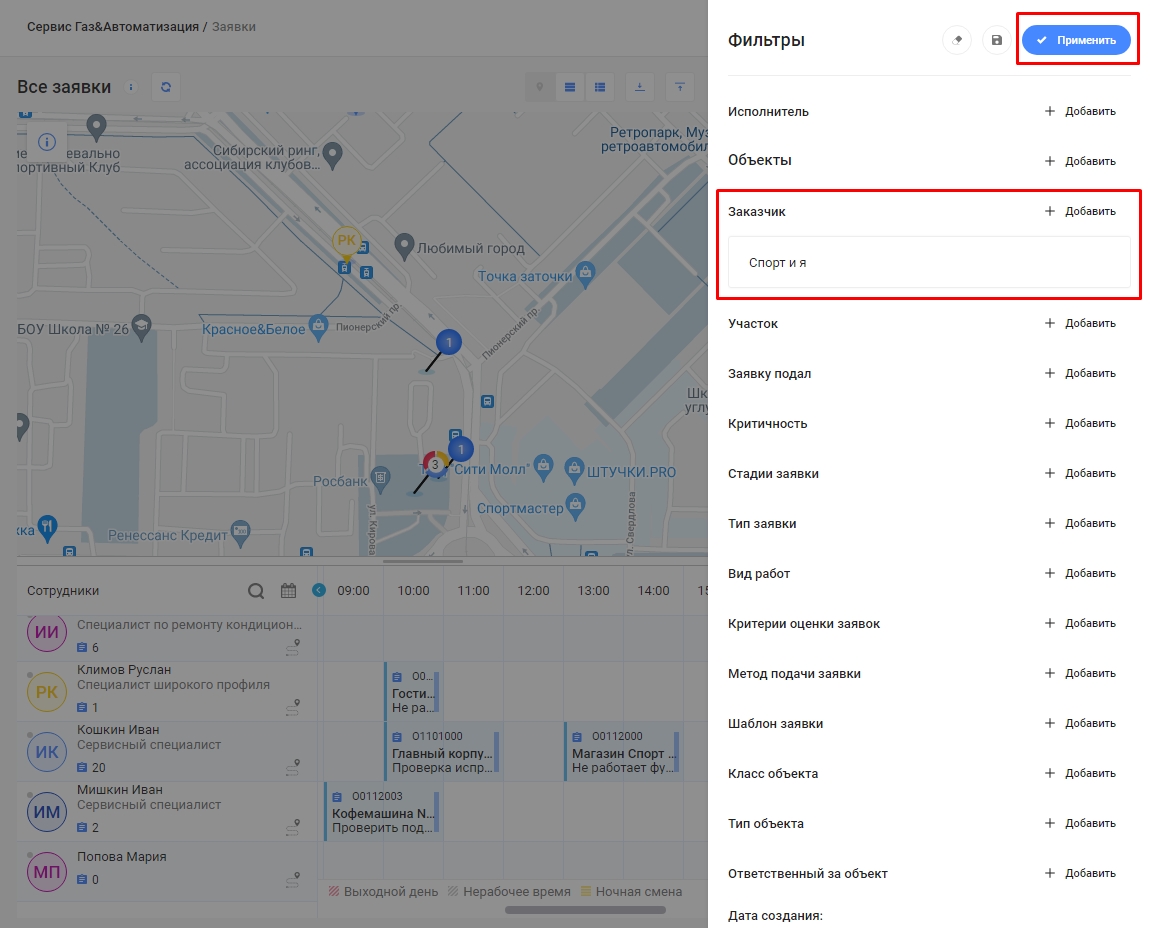 Сервис Газ&Автоматизация / Заявки
Все заявки
Сибирский ринг,
ассоциация клубов...
евально
портивный Клуб
Ретропарк, Муз
ретроавтомобил
РК
Любимый город
Точка заточки
БОУ Школа № 26
Красное&Белое
Пионерский пр.
Пионерский пр.
1
Шк
углу
1
3
"Сити Молл"
ШТУЧКИ.PRO
Росбанк
Спортмастер
ул. Кирова
ул. Свердлова
Ренессанс Кредит
Сотрудники
09:00
10:00
11:00
12:00
13:00
14:00
15
ИИ
Специалист по ремонту кондицион...
6
РК
Климов Руслан
Специалист широкого профиля
1
О0...
Гости...
Не ра...
ИК
Кошкин Иван
Сервисный специалист
20
О1101000
Главный корпу...
Проверка испр...
О0112000
Магазин Спорт ...
Не работает фу...
ИМ
Мишкин Иван
Сервисный специалист
2
О0112003
Кофемашина N...
Проверить под...
МП
Попова Мария
0
Выходной день
Нерабочее время
Ночная смена
Фильтры
Применить
Исполнитель
Добавить
Объекты
Добавить
Заказчик
Добавить
Спорт и я
Участок
Добавить
Заявку подал
Добавить
Критичность
Добавить
Стадии заявки
Добавить
Тип заявки
Добавить
Вид работ
Добавить
Критерии оценки заявок
Добавить
Метод подачи заявки
Добавить
Шаблон заявки
Добавить
Класс объекта
Добавить
Тип объекта
Добавить
Ответственный за объект
Добавить
Дата создания: